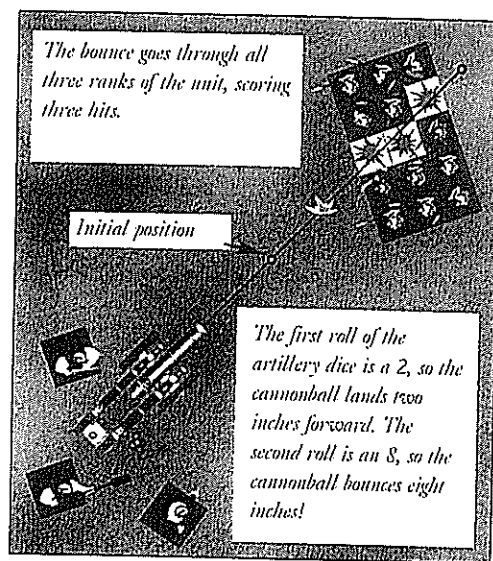 The bounce goes through all
three ranks of the unit, scoring
three hits.
Initial position
The first roll of the
artillery dice is a 2, so the
cannonball lands two
inches forward. The
second roll is an 8, so the
cannonball bounces eight
inches!